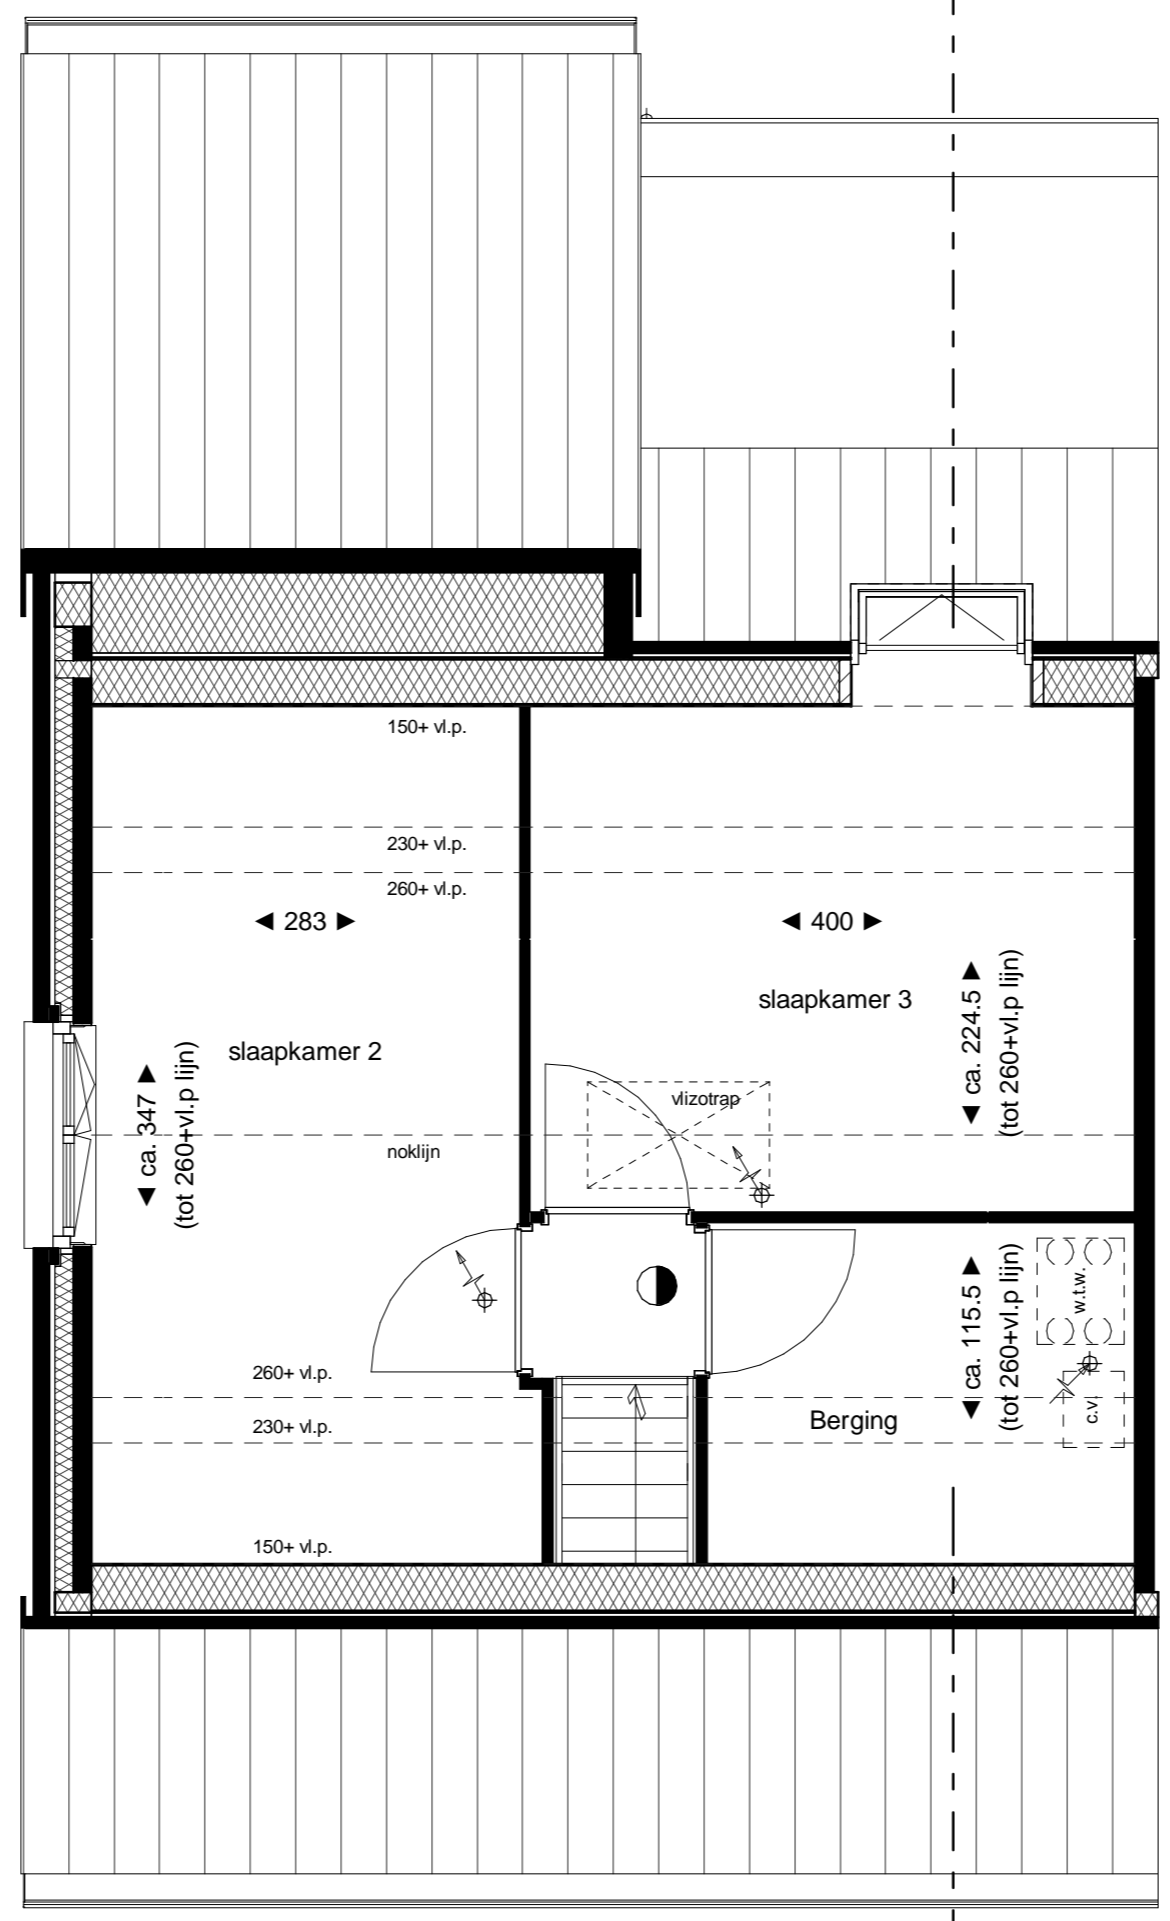 150+ vl.p.
230+ vl.p.
260+ vl.p.
283
400
slaapkamer 3
ca. 224.5
(tot 260+vl.p lijn)
slaapkamer 2
ca. 347
(tot 260+vl.p lijn)
vlizotrap
noklijn
ca. 115.5
(tot 260+vl.p lijn)
w.t.w.
260+ vl.p.
230+ vl.p.
Berging
c.v.
150+ vl.p.